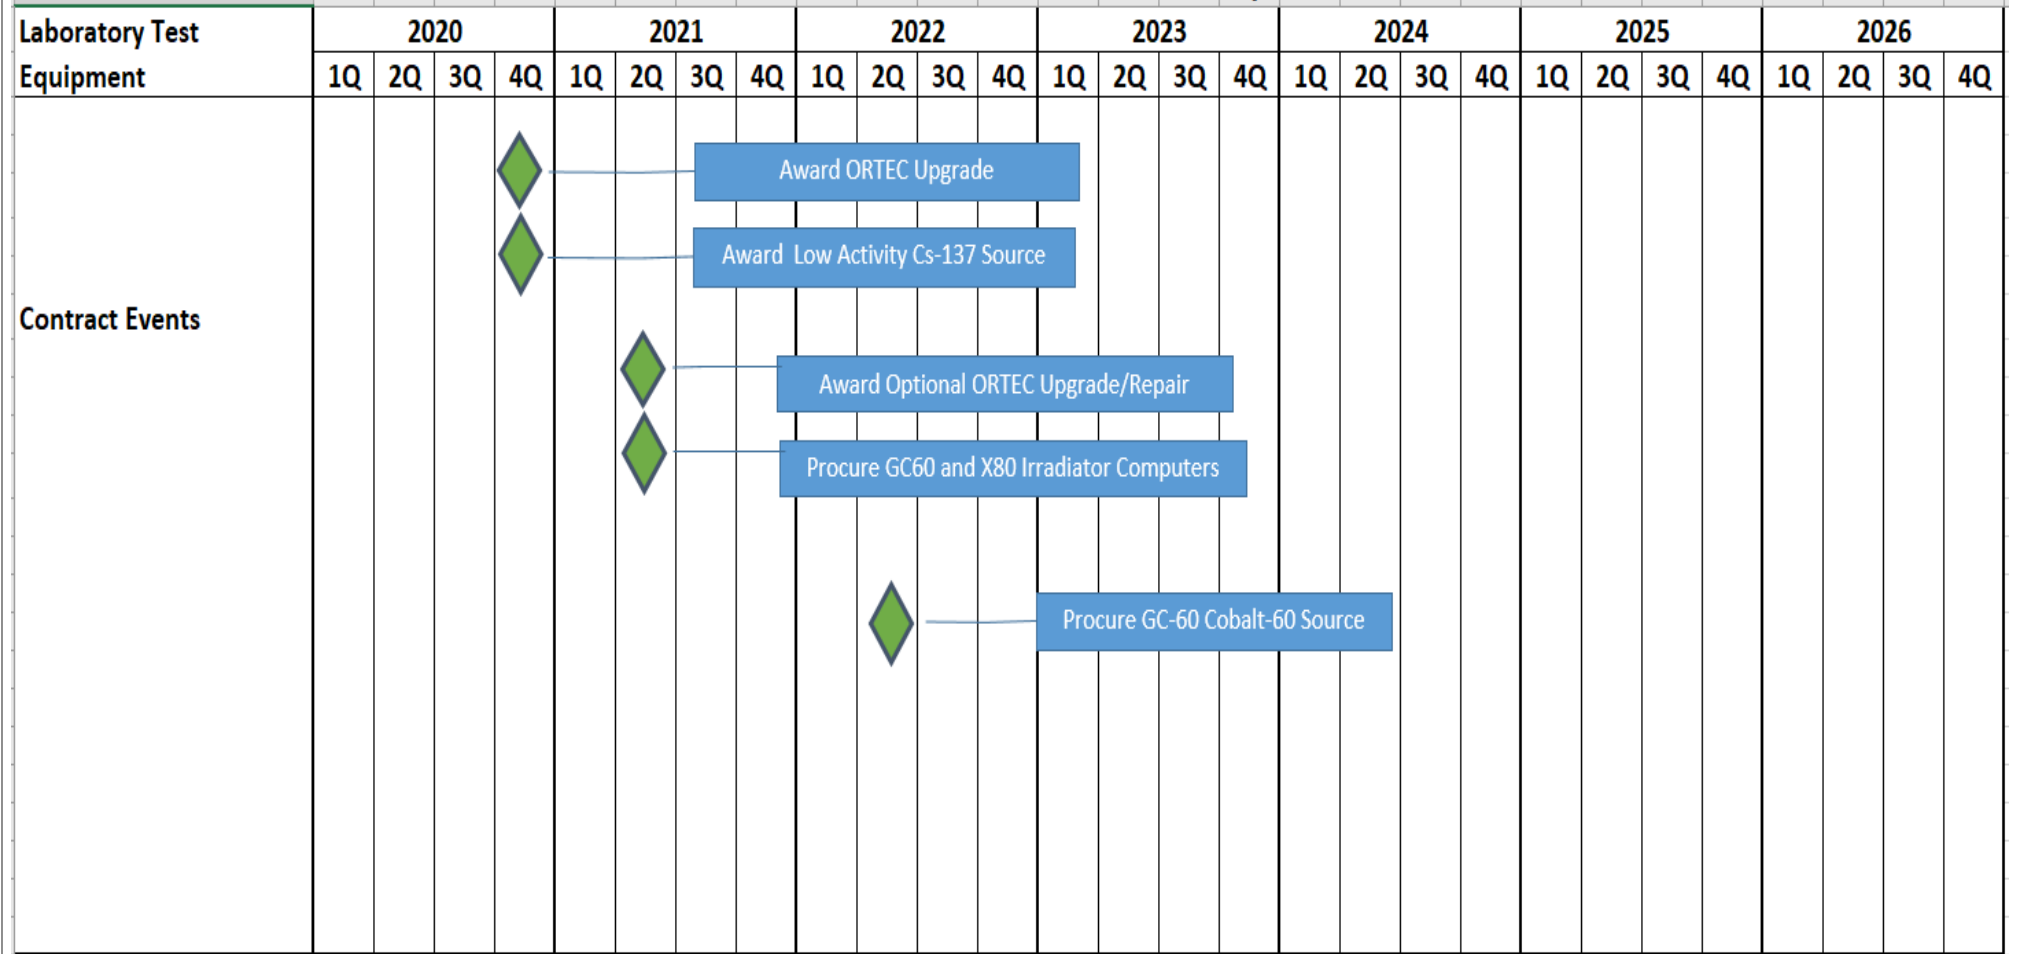 Laboratory Test
Equipment
2020 2021 2022 2023 2024 2025 2026
1Q 2Q 3Q 4Q 1Q 2Q 3Q 4Q 1Q 2Q 3Q 4Q 1Q 2Q 3Q 4Q 1Q 2Q 3Q 4Q 1Q 2Q 3Q 4Q 1Q 2Q 3Q 4Q
Award ORTEC Upgrade
Award Low Activity Cs-137 Source
Contract Events
Award Optional ORTEC Upgrade/Repair
Procure GC60 and X80 Irradiator Computers
Procure GC-60 Cobalt-60 Source